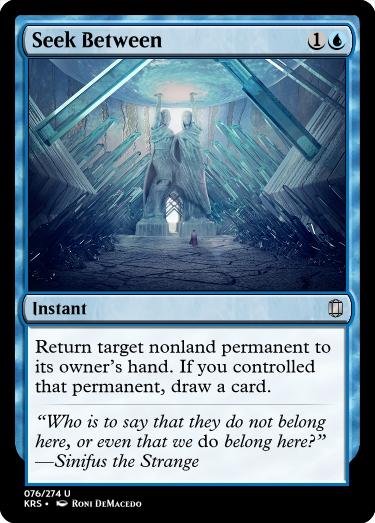 Seek Between 1
Instant
Return target nonland permanent to
its owner's hand. If you controlled
that permanent, draw a card.
“Who is to say that they do not belong
here, or even that we do belong here?”
—Sinifus the Strange
076/274 U
KRS • Roni DeMacedo